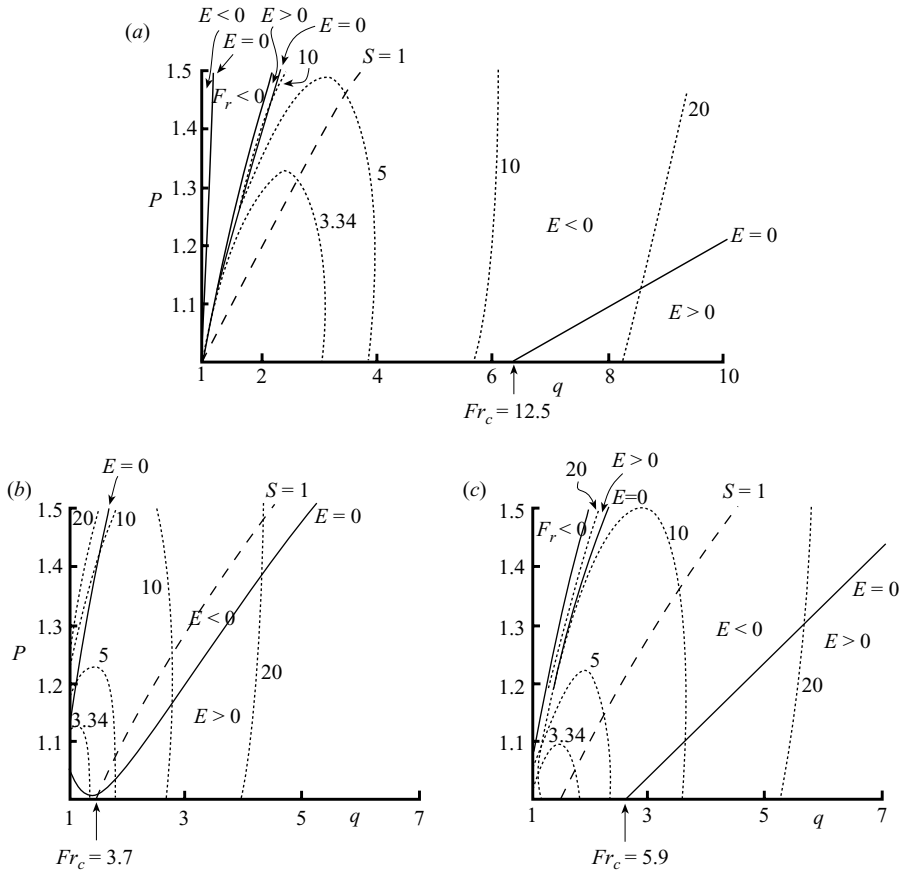 (a)
E < 0
E > 0
E = 0
E = 0
10
S = 1
1.5
F_r < 0
1.4
20
5
10
P
1.3
3.34
E < 0
E = 0
1.2
E > 0
1.1
1
2
4
6
8
10
q
Fr_c = 12.5
(b)
E = 0
S = 1
1.5
20
10
E = 0
1.4
10
1.3
E < 0
P
5
20
1.2
3.34
E > 0
1.1
1
3
5
q
7
Fr_c = 3.7
(c)
20
E > 0
E=0
S = 1
1.5
F_r < 0
10
1.4
E = 0
1.3
E < 0
E > 0
5
20
1.2
3.34
1.1
1
3
5
q
7
Fr_c = 5.9